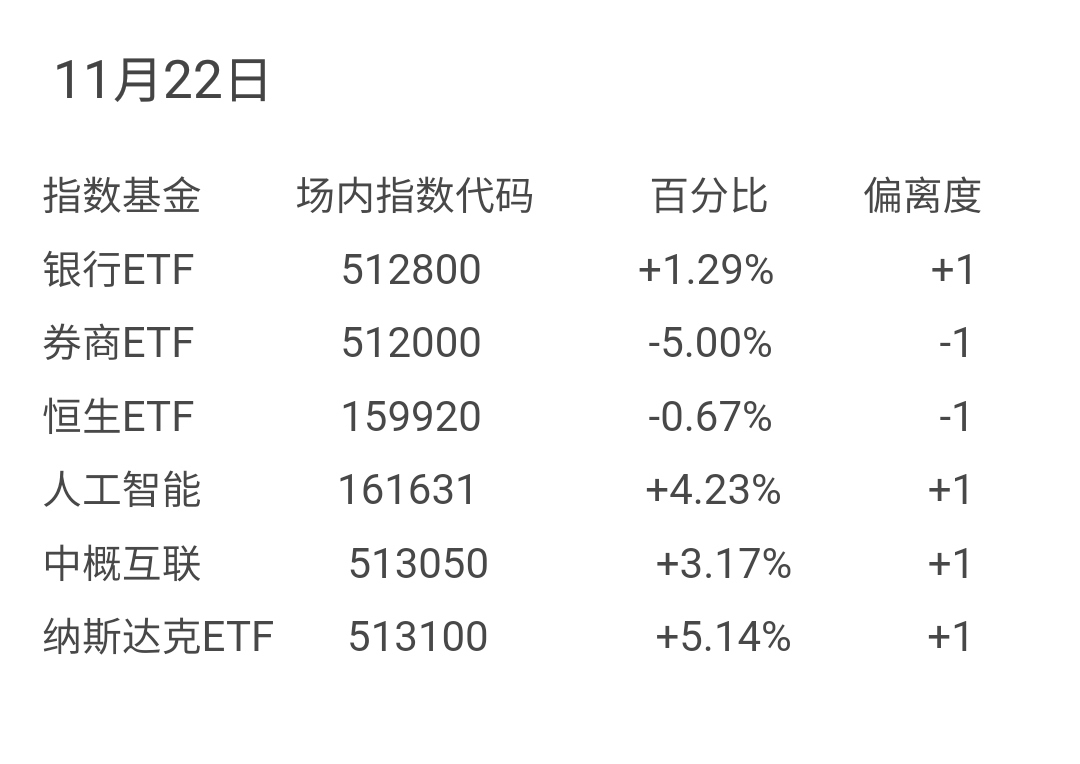 11月22日
指数基金 场内指数代码 百分比 偏离度
银行ETF 512800 +1.29% +1
券商ETF 512000 -5.00% -1
恒生ETF 159920 -0.67% -1
人工智能 161631 +4.23% +1
中概互联 513050 +3.17% +1
纳斯达克ETF 513100 +5.14% +1